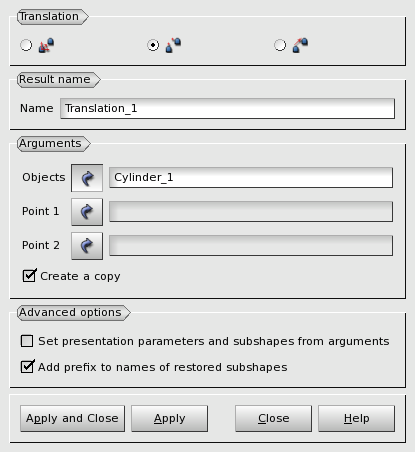 Translation
Result name
Name Translation_1
Arguments
Objects Cylinder_1
Point 1
Point 2
Create a copy
Advanced options
Set presentation parameters and subshapes from arguments
Add prefix to names of restored subshapes
Apply and Close Apply Close Help